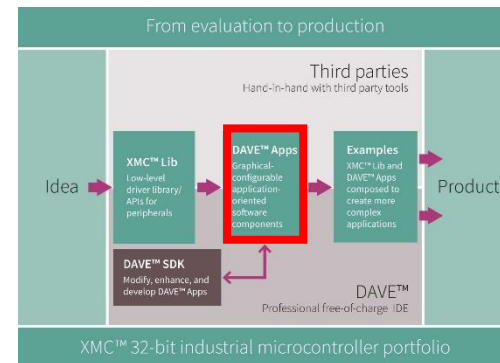 From evaluation to production
Third parties
Hand-in-hand with third party tools
Idea
XMC™ Lib
Low-level
driver library/
APIs for
peripherals
DAVE™ Apps
Graphical-
configurable
application-
oriented
software
components
Examples
XMC™ Lib and
DAVE™ Apps
composed to
create more
complex
applications
Product
DAVE™ SDK
Modify, enhance, and
develop DAVE™ Apps
DAVE™
Professional free-of-charge IDE
XMC™ 32-bit industrial microcontroller portfolio